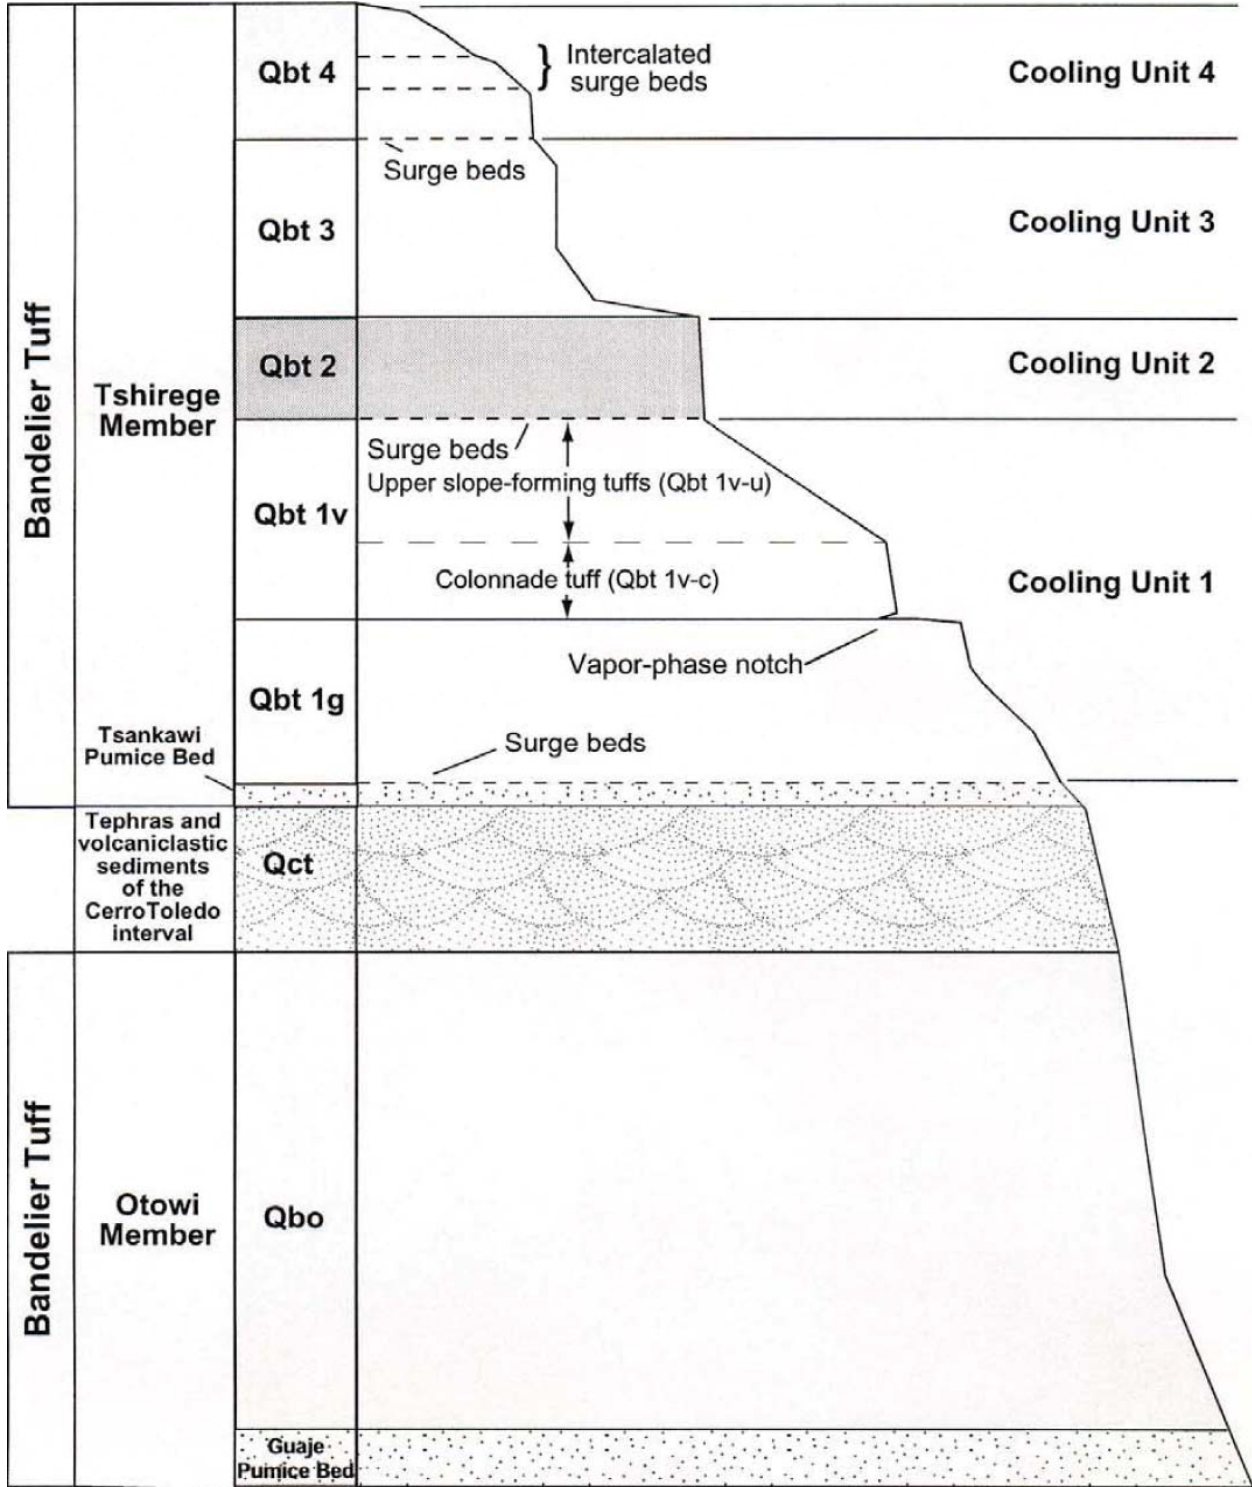 Qbt 4
Intercalated
surge beds
Cooling Unit 4
Surge beds
Qbt 3
Cooling Unit 3
Bandelier Tuff
Tshirege
Member
Qbt 2
Cooling Unit 2
Surge beds
Upper slope-forming tuffs (Qbt 1v-u)
Qbt 1v
Colonnade tuff (Qbt 1v-c)
Cooling Unit 1
Vapor-phase notch
Qbt 1g
Surge beds
Tsankawi
Pumice Bed
Tephras and
volcaniclastic
sediments
of the
CerroToledo
interval
Qct
Bandelier Tuff
Otowi
Member
Qbo
Guaje
Pumice Bed